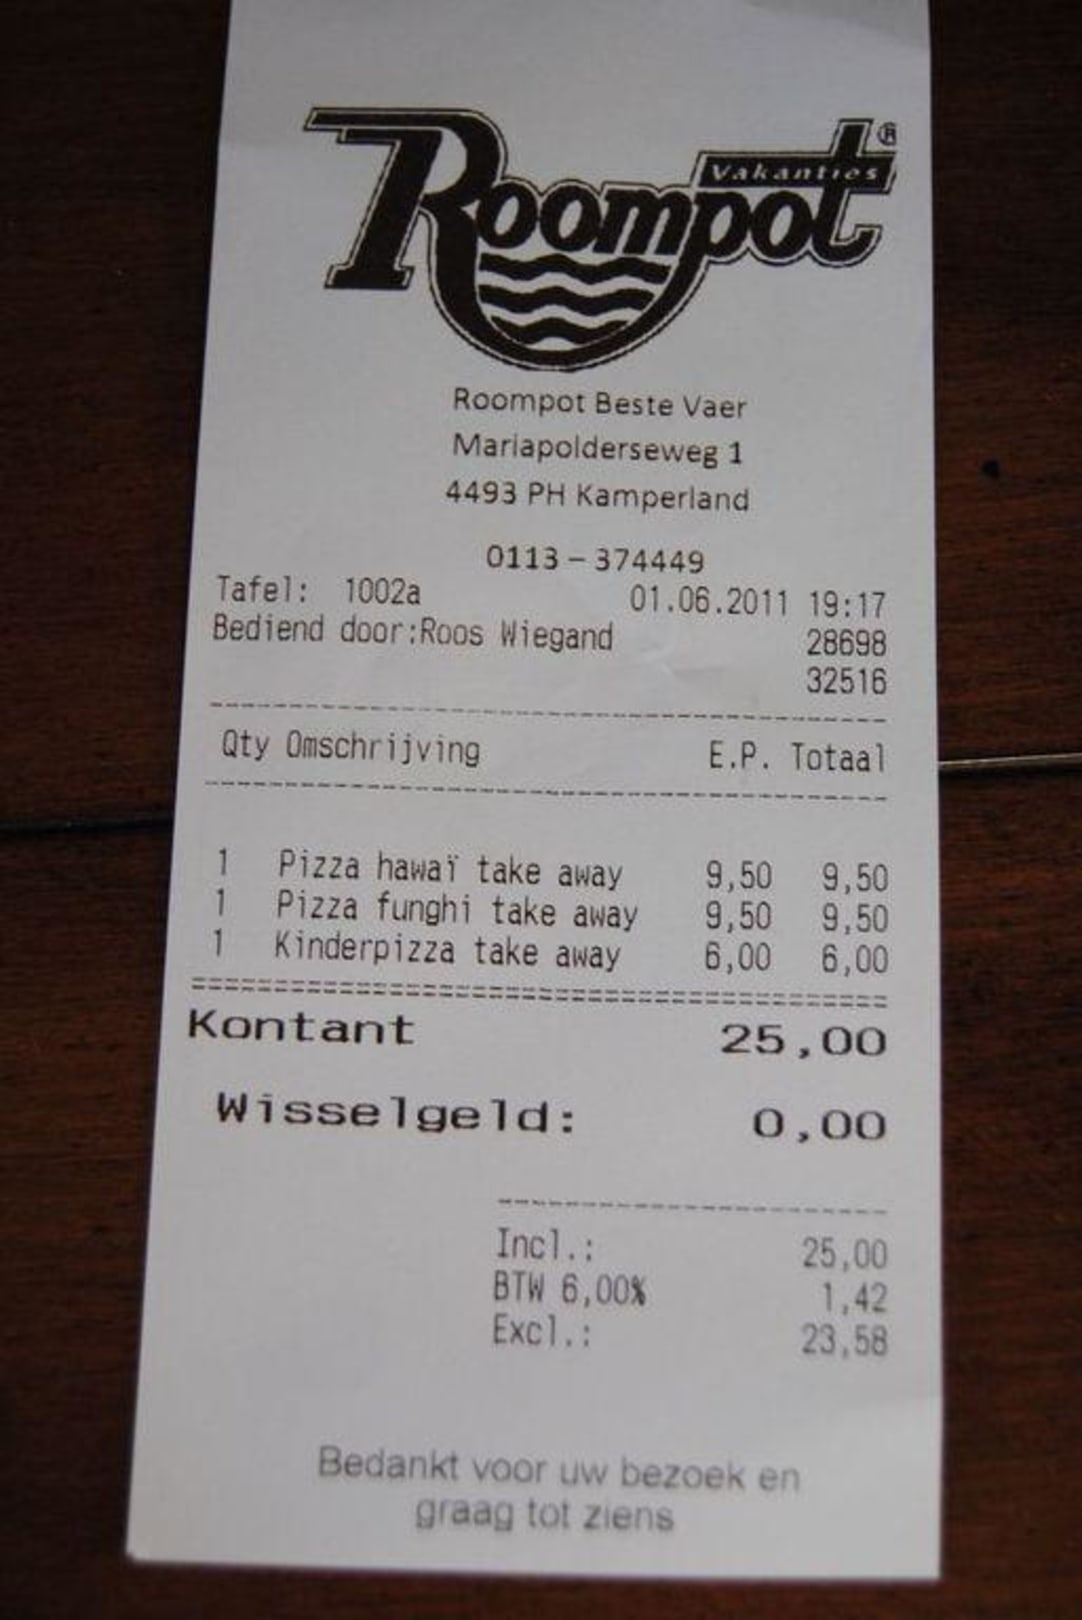 Roompot
Vakanties ®
Roompot Beste Vaer
Mariapolderseweg 1
4493 PH Kamperland
0113 – 374449
Tafel: 1002a 01.06.2011 19:17
Bediend door:Roos Wiegand 28698
32516
Qty Omschrijving E.P. Totaal
1 Pizza hawaï take away 9,50 9,50
1 Pizza funghi take away 9,50 9,50
1 Kinderpizza take away 6,00 6,00
Kontant 25,00
Wisselgeld: 0,00
Incl.: 25,00
BTW 6,00% 1,42
Excl.: 23,58
Bedankt voor uw bezoek en
graag tot ziens